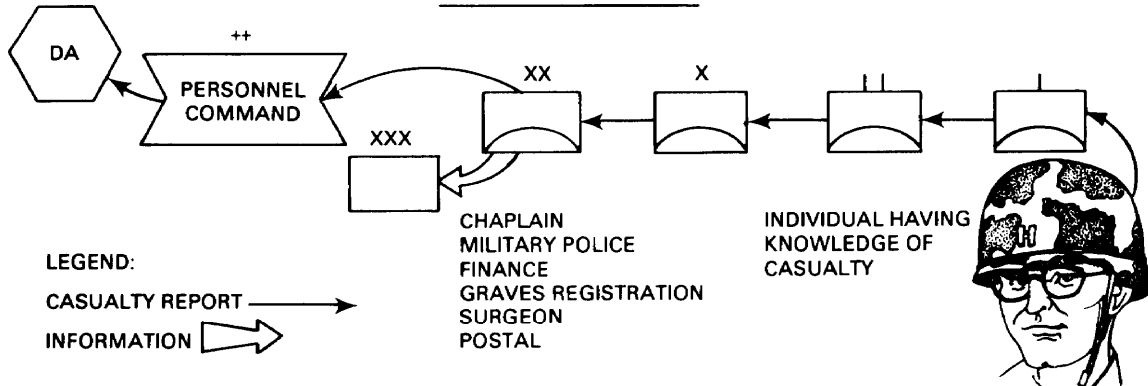 DA
++
PERSONNEL
COMMAND
XXX
XX
X
CHAPLAIN
MILITARY POLICE
FINANCE
GRAVES REGISTRATION
SURGEON
POSTAL
INDIVIDUAL HAVING
KNOWLEDGE OF
CASUALTY
LEGEND:
CASUALTY REPORT
INFORMATION